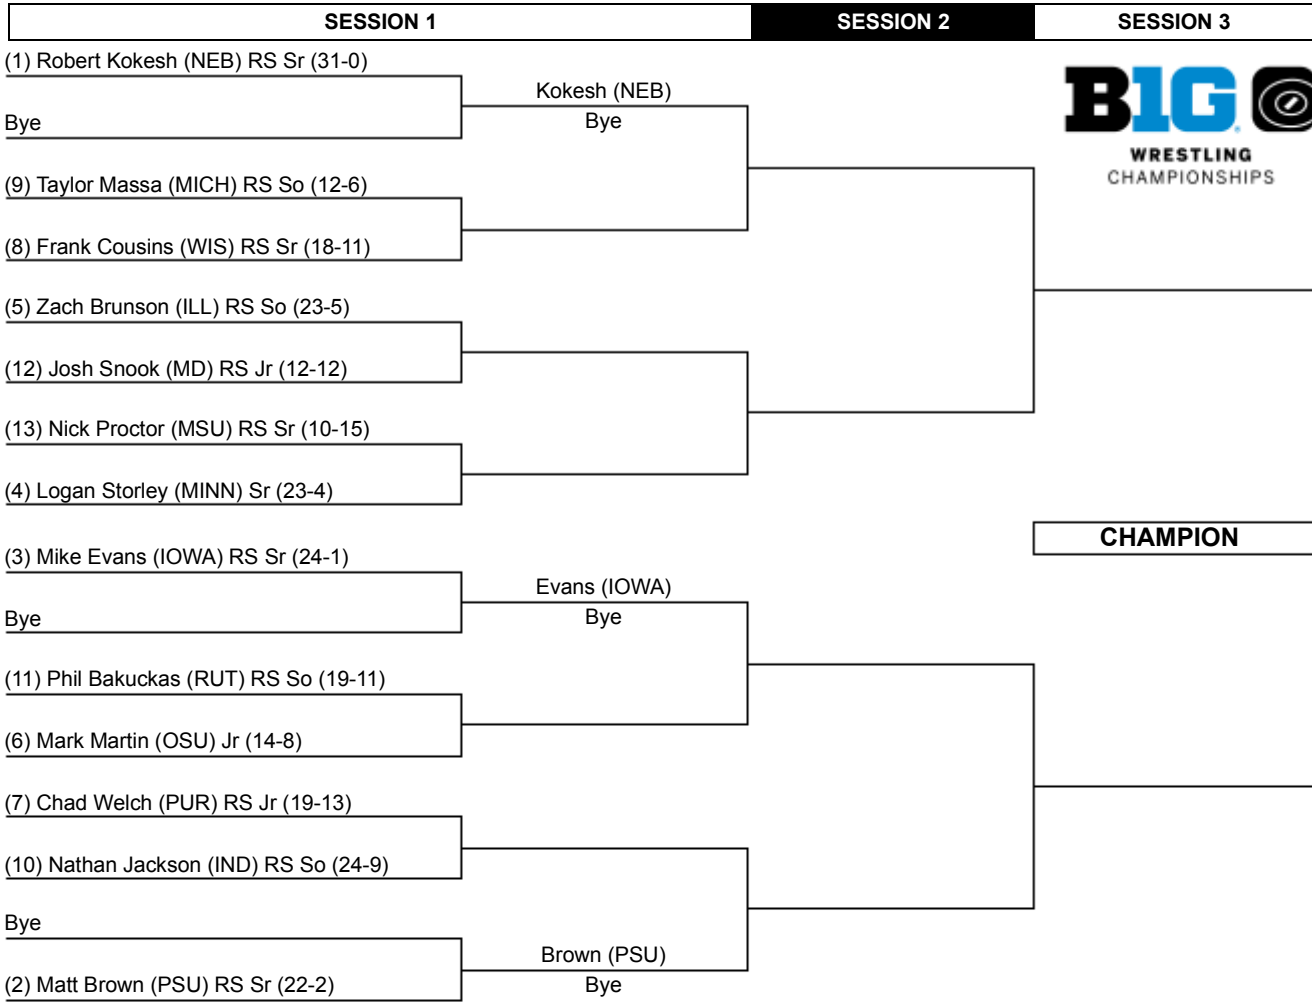 SESSION 1 SESSION 2 SESSION 3
(1) Robert Kokesh (NEB) RS Sr (31-0)
Kokesh (NEB)
Bye
Bye
B1G
WRESTLING
CHAMPIONSHIPS
(9) Taylor Massa (MICH) RS So (12-6)
(8) Frank Cousins (WIS) RS Sr (18-11)
(5) Zach Brunson (ILL) RS So (23-5)
(12) Josh Snook (MD) RS Jr (12-12)
(13) Nick Proctor (MSU) RS Sr (10-15)
(4) Logan Storley (MINN) Sr (23-4)
CHAMPION
(3) Mike Evans (IOWA) RS Sr (24-1)
Evans (IOWA)
Bye
Bye
(11) Phil Bakuckas (RUT) RS So (19-11)
(6) Mark Martin (OSU) Jr (14-8)
(7) Chad Welch (PUR) RS Jr (19-13)
(10) Nathan Jackson (IND) RS So (24-9)
Bye
Brown (PSU)
(2) Matt Brown (PSU) RS Sr (22-2)
Bye